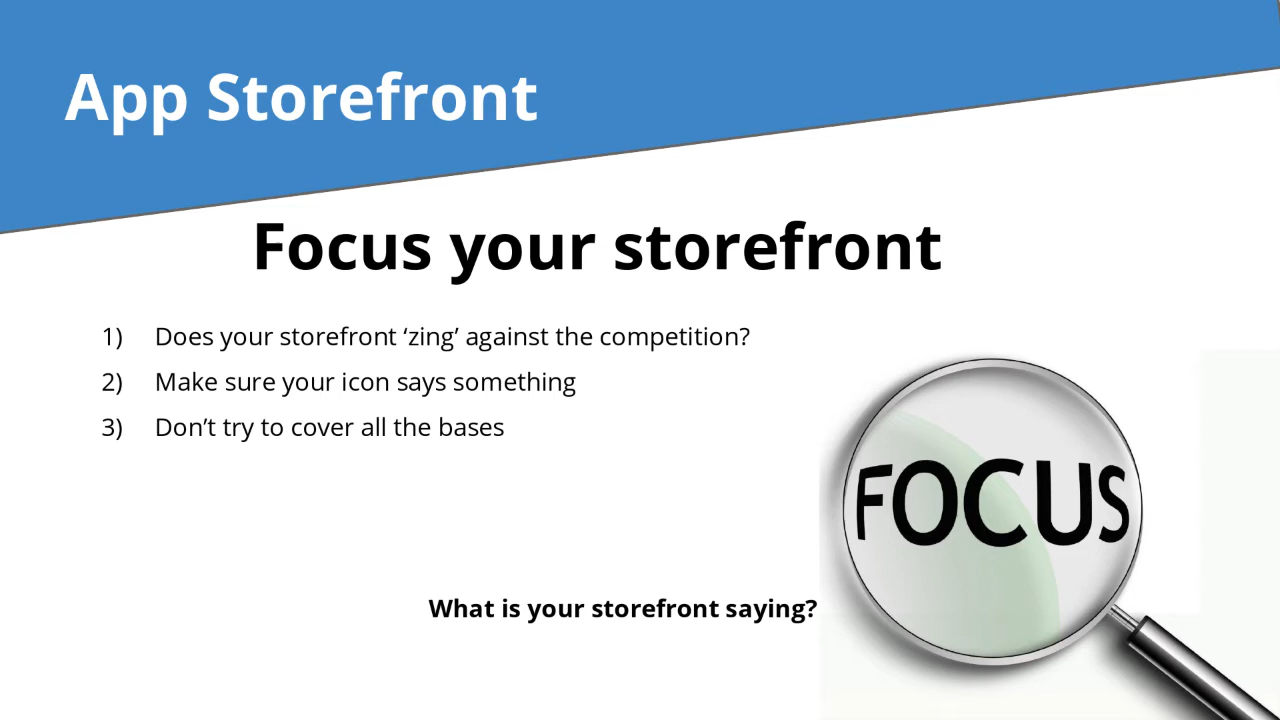 App Storefront
Focus your storefront
1) Does your storefront ‘zing’ against the competition?
2) Make sure your icon says something
3) Don’t try to cover all the bases
FOCUS
What is your storefront saying?